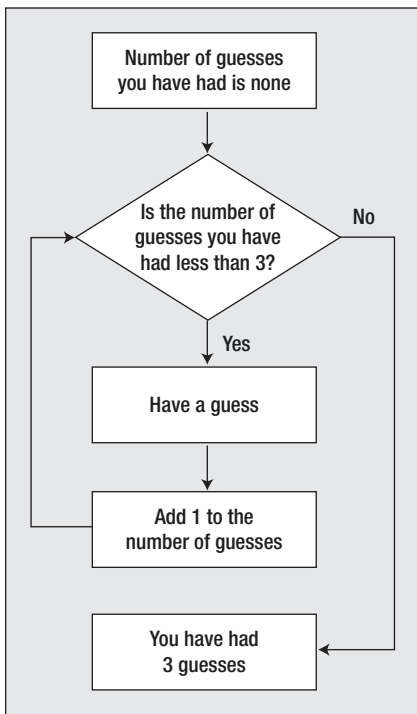 Number of guesses
you have had is none
Is the number of
guesses you have
had less than 3?
No
Yes
Have a guess
Add 1 to the
number of guesses
You have had
3 guesses